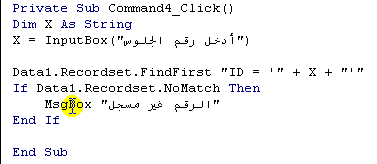 Private Sub Command4_Click()
Dim X As String
X = InputBox("أدخل رقم الجلوس")
Data1.Recordset.FindFirst "ID = '" + X + "'"
If Data1.Recordset.NoMatch Then
MsgBox "الرقم غير مسجل"
End If
End Sub